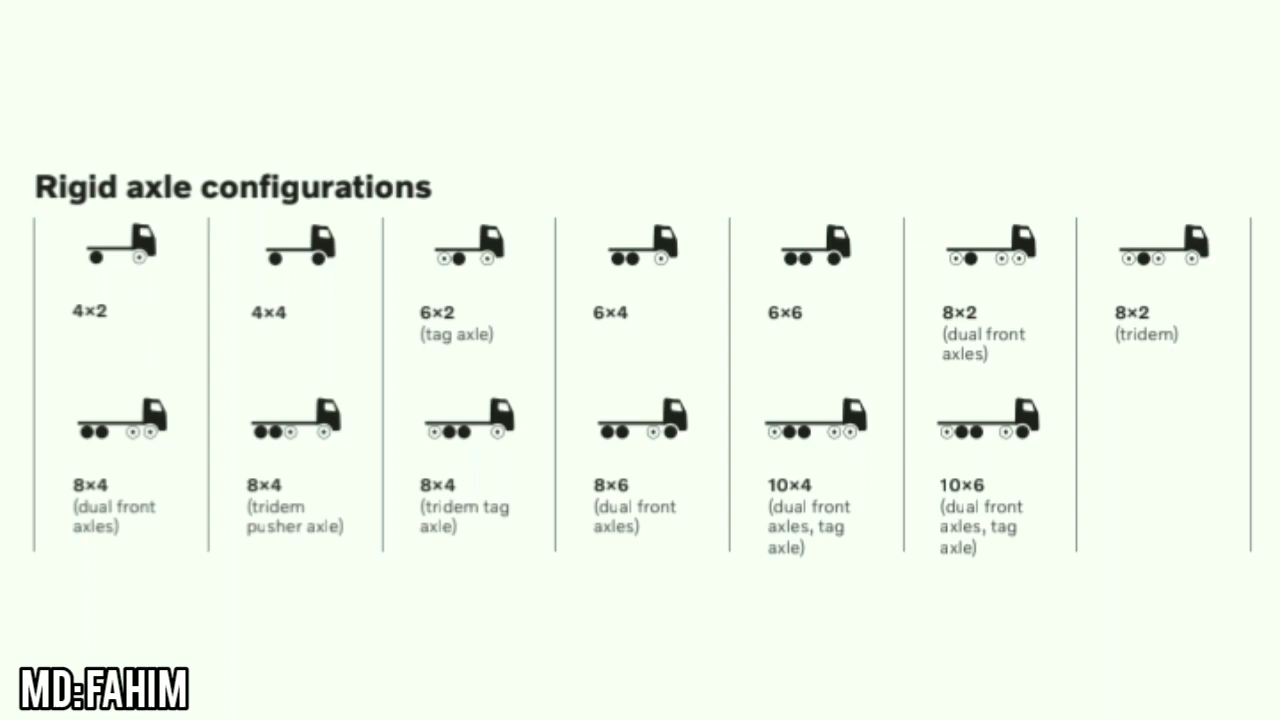 Rigid axle configurations
4×2
4×4
6×2
(tag axle)
6×4
6×6
8×2
(dual front
axles)
8×2
(tridem)
8×4
(dual front
axles)
8×4
(tridem
pusher axle)
8×4
(tridem tag
axle)
8×6
(dual front
axles)
10×4
(dual front
axles, tag
axle)
10×6
(dual front
axles, tag
axle)
MD:FAHIM